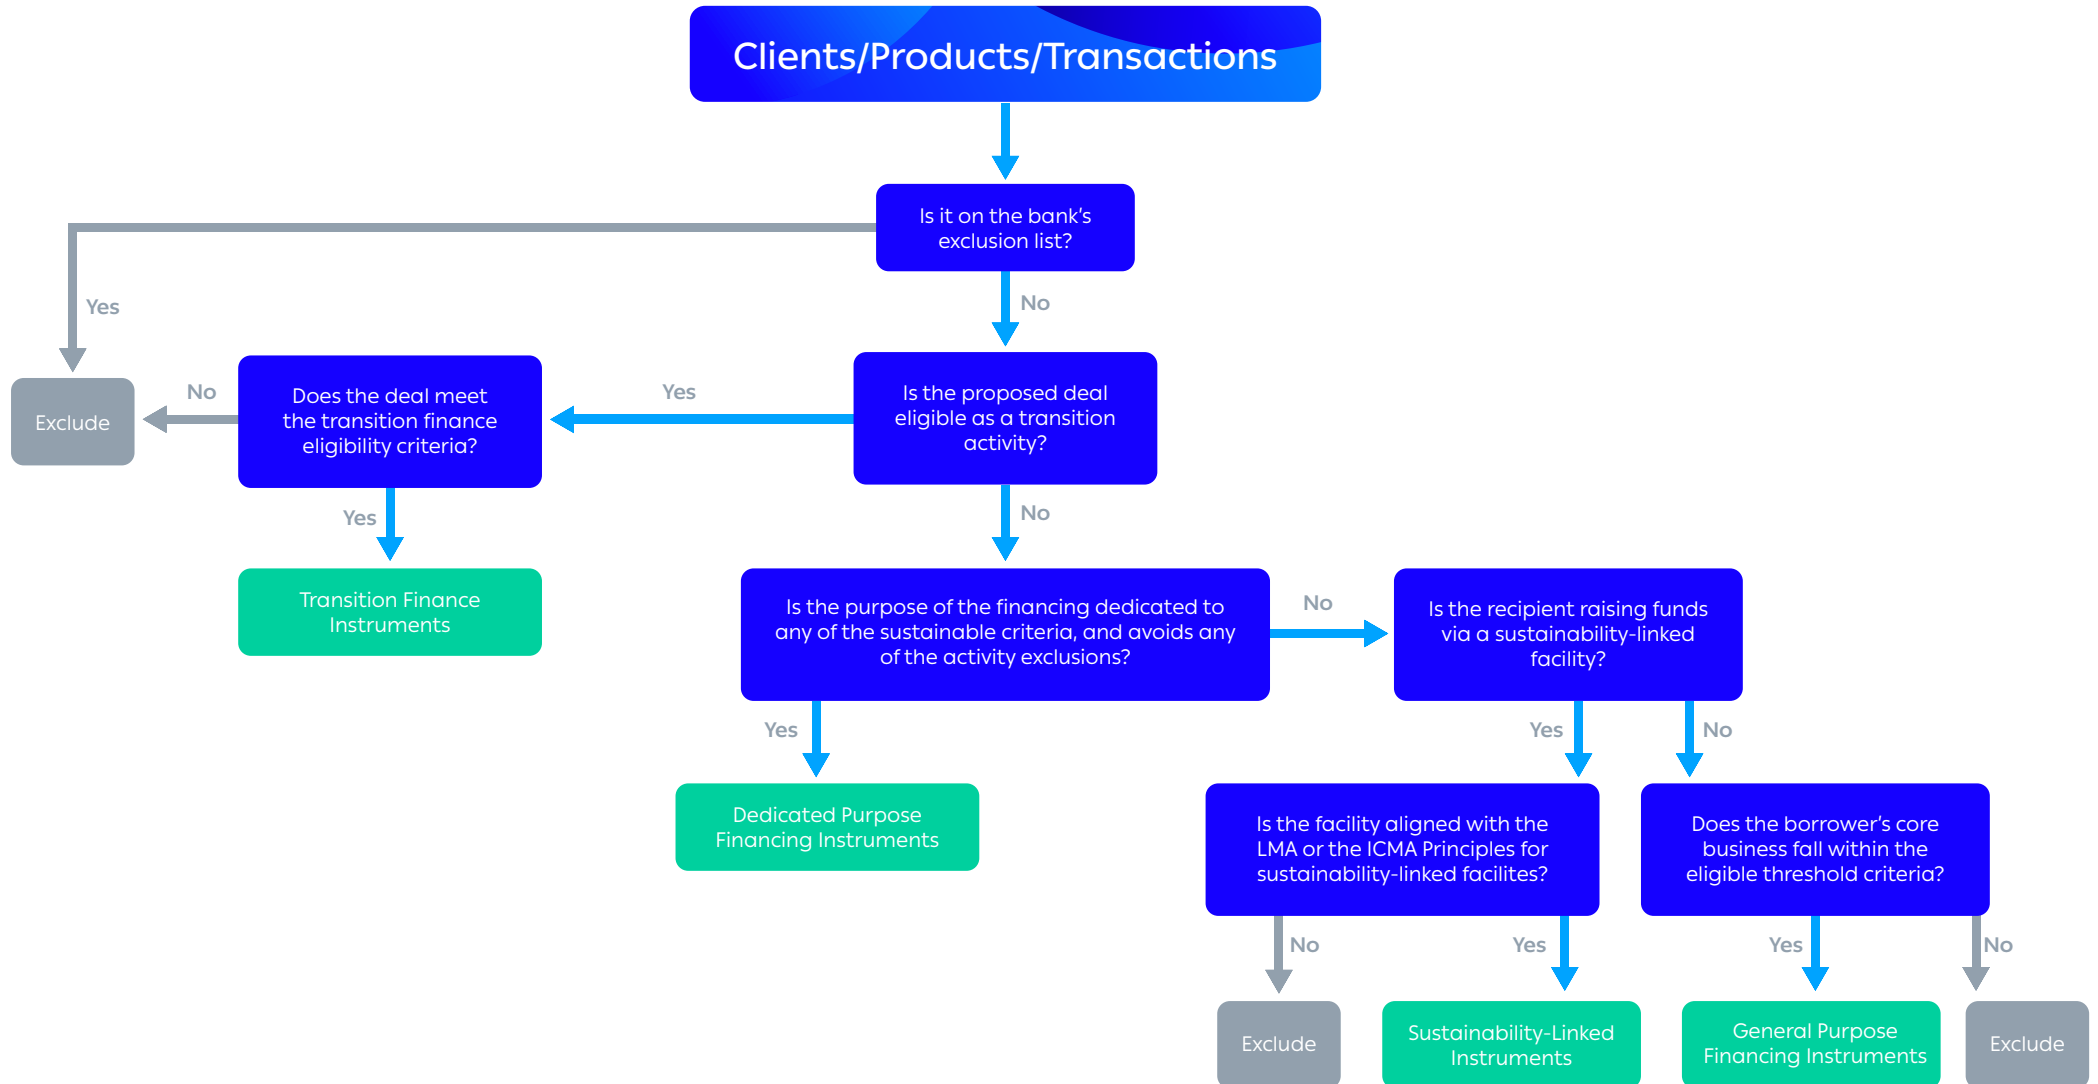 Clients/Products/Transactions
Is it on the bank's
exclusion list?
Yes
No
Exclude
No
Does the deal meet
the transition finance
eligibility criteria?
Yes
Is the proposed deal
eligible as a transition
activity?
Yes
No
Transition Finance
Instruments
Is the purpose of the financing dedicated to
any of the sustainable criteria, and avoids any
of the activity exclusions?
No
Is the recipient raising funds
via a sustainability-linked
facility?
Yes
Yes
No
Dedicated Purpose
Financing Instruments
Is the facility aligned with the
LMA or the ICMA Principles for
sustainability-linked facilites?
Does the borrower's core
business fall within the
eligible threshold criteria?
No
Yes
Yes
No
Exclude
Sustainability-Linked
Instruments
General Purpose
Financing Instruments
Exclude